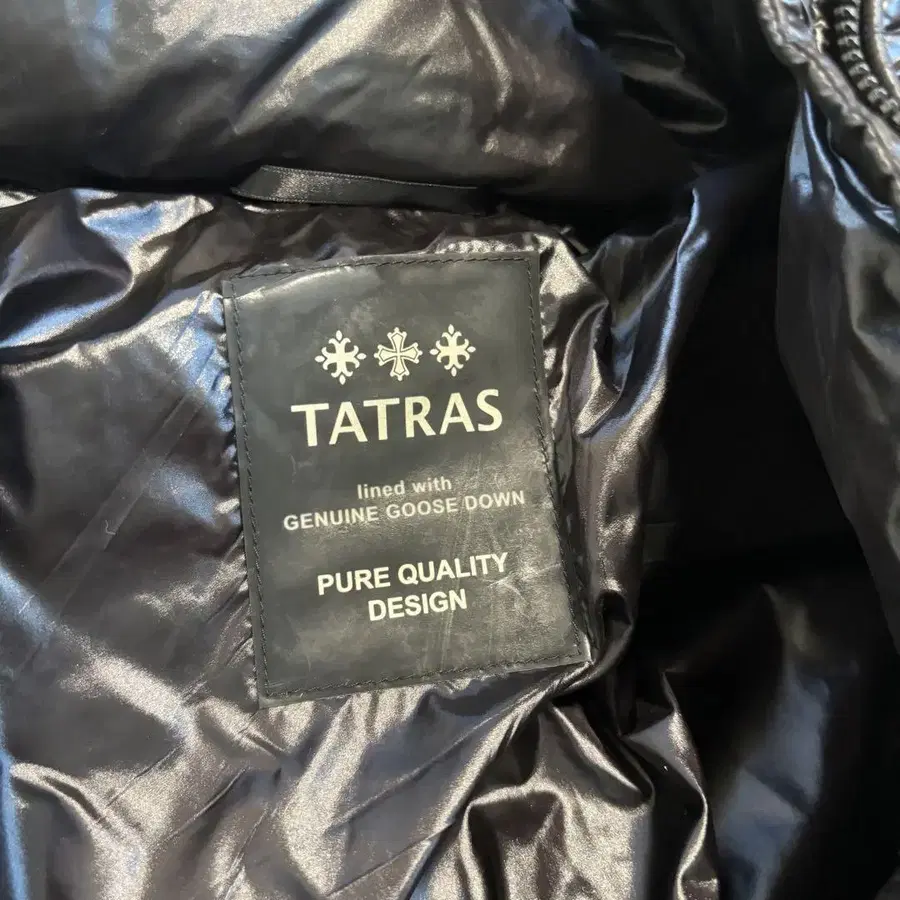 TATRAS
lined with
GENUINE GOOSE DOWN
PURE QUALITY
DESIGN